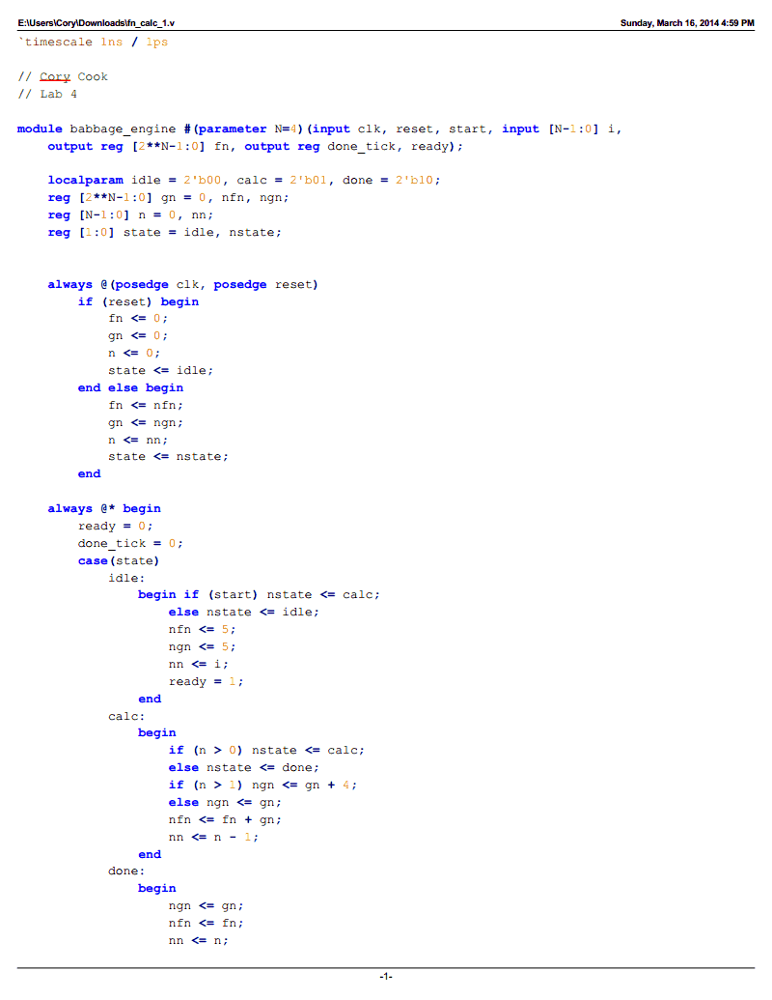 E:\Users\Cory\Downloads\fn_calc_1.v Sunday, March 16, 2014 4:59 PM
`timescale 1ns / 1ps
// Cory Cook
// Lab 4
module babbage_engine #(parameter N=4)(input clk, reset, start, input [N-1:0] i,
output reg [2**N-1:0] fn, output reg done_tick, ready);
localparam idle = 2'b00, calc = 2'b01, done = 2'b10;
reg [2**N-1:0] gn = 0, nfn, ngn;
reg [N-1:0] n = 0, nn;
reg [1:0] state = idle, nstate;
always @(posedge clk, posedge reset)
if (reset) begin
fn <= 0;
gn <= 0;
n <= 0;
state <= idle;
end else begin
fn <= nfn;
gn <= ngn;
n <= nn;
state <= nstate;
end
always @* begin
ready = 0;
done_tick = 0;
case(state)
idle:
begin if (start) nstate <= calc;
else nstate <= idle;
nfn <= 5;
ngn <= 5;
nn <= i;
ready = 1;
end
calc:
begin
if (n > 0) nstate <= calc;
else nstate <= done;
if (n > 1) ngn <= gn + 4;
else ngn <= gn;
nfn <= fn + gn;
nn <= n - 1;
end
done:
begin
ngn <= gn;
nfn <= fn;
nn <= n;
-1-